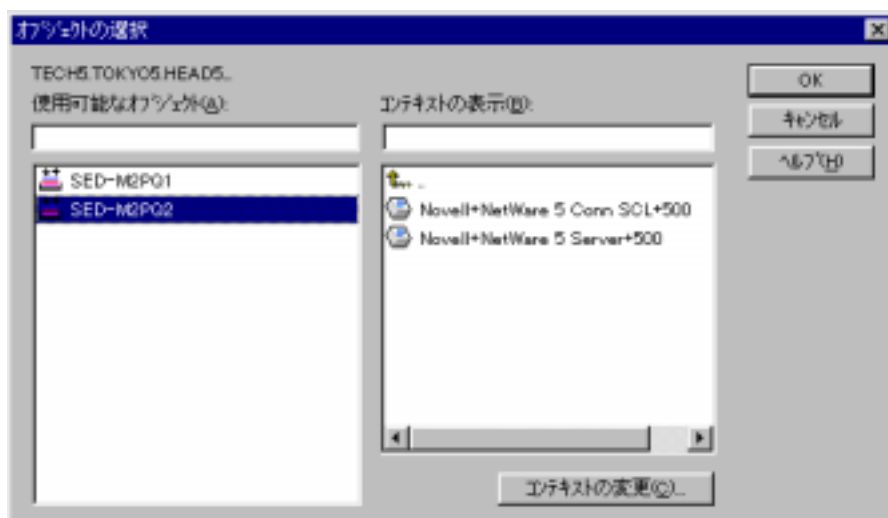 オブジェクトの選択
TECH5.TOKYO5.HEAD5..
使用可能なオブジェクト(A):
コンテキストの表示(B):
OK
キャンセル
ヘルプ(H)
SED-M2PQ1
SED-M2PQ2
..
Novell+NetWare 5 Conn SCL+500
Novell+NetWare 5 Server+500
コンテキストの変更(C)...